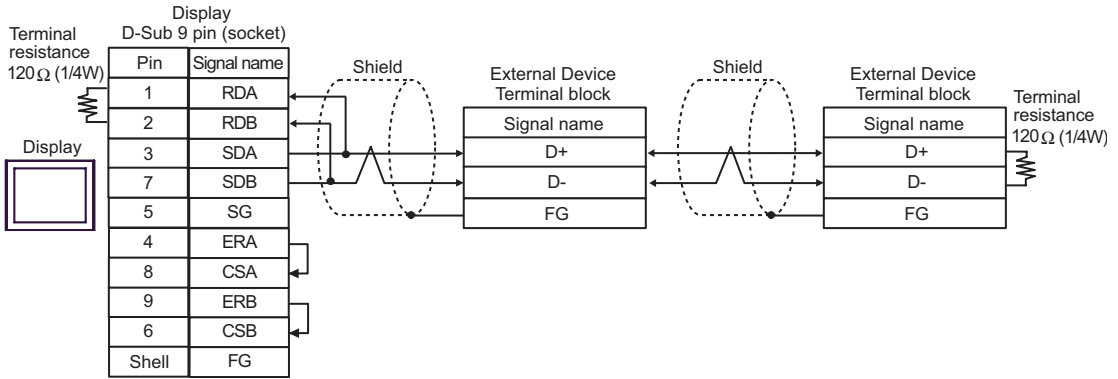 Display
D-Sub 9 pin (socket)
Terminal
resistance
120Ω (1/4W)
Pin Signal name
1 RDA
2 RDB
3 SDA
7 SDB
5 SG
4 ERA
8 CSA
9 ERB
6 CSB
Shell FG
Display
Shield
External Device
Terminal block
Signal name
D+
D-
FG
Shield
External Device
Terminal block
Signal name
D+
D-
FG
Terminal
resistance
120Ω (1/4W)